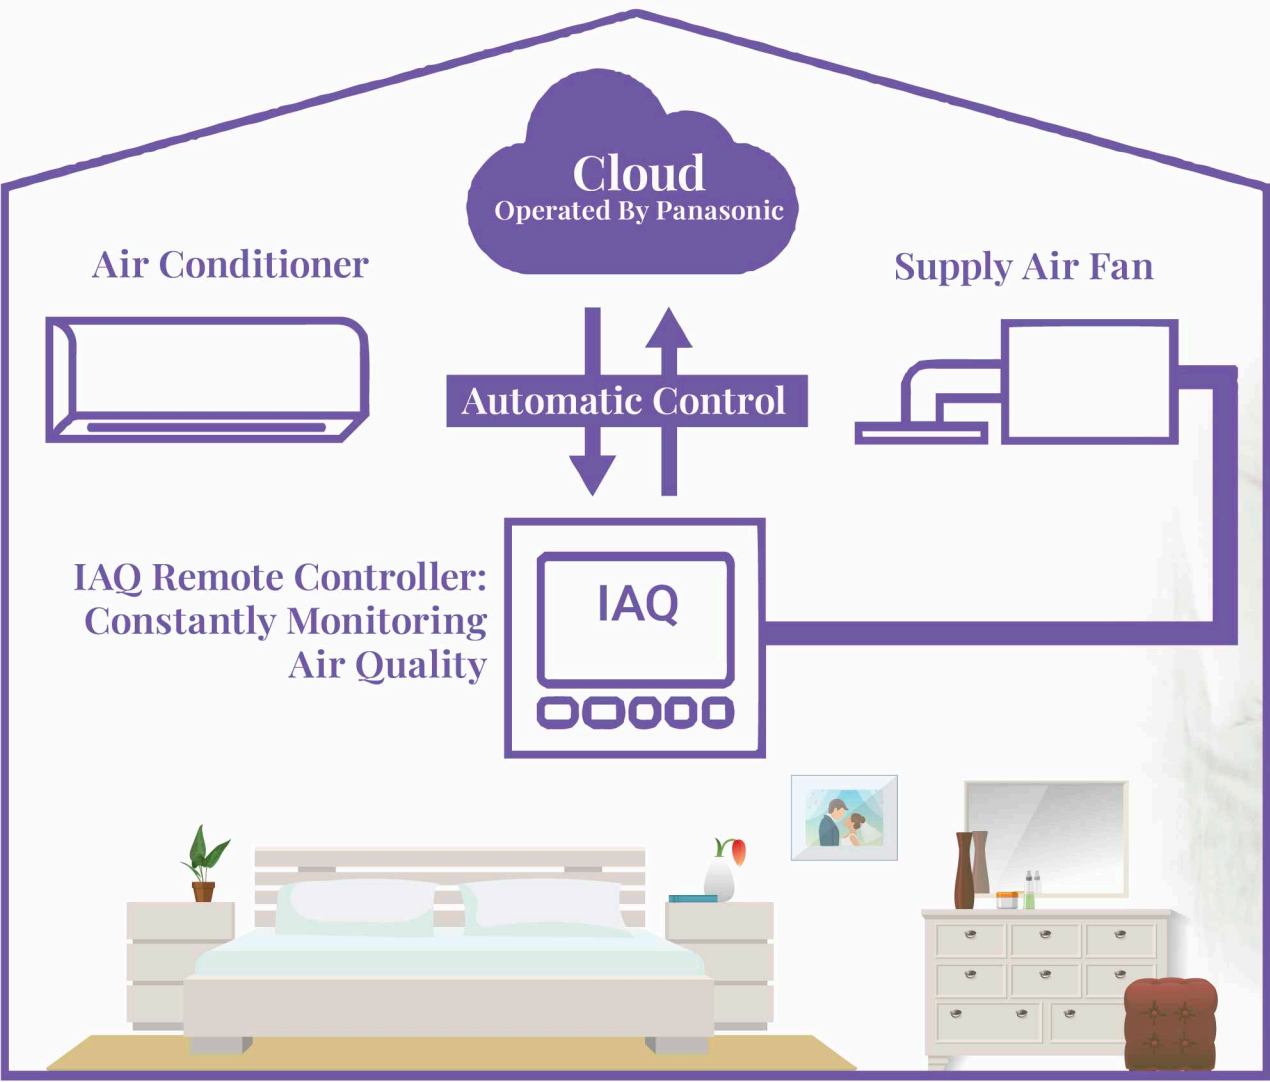 Cloud
Operated By Panasonic
Air Conditioner
Supply Air Fan
Automatic Control
IAQ Remote Controller:
Constantly Monitoring
Air Quality
IAQ